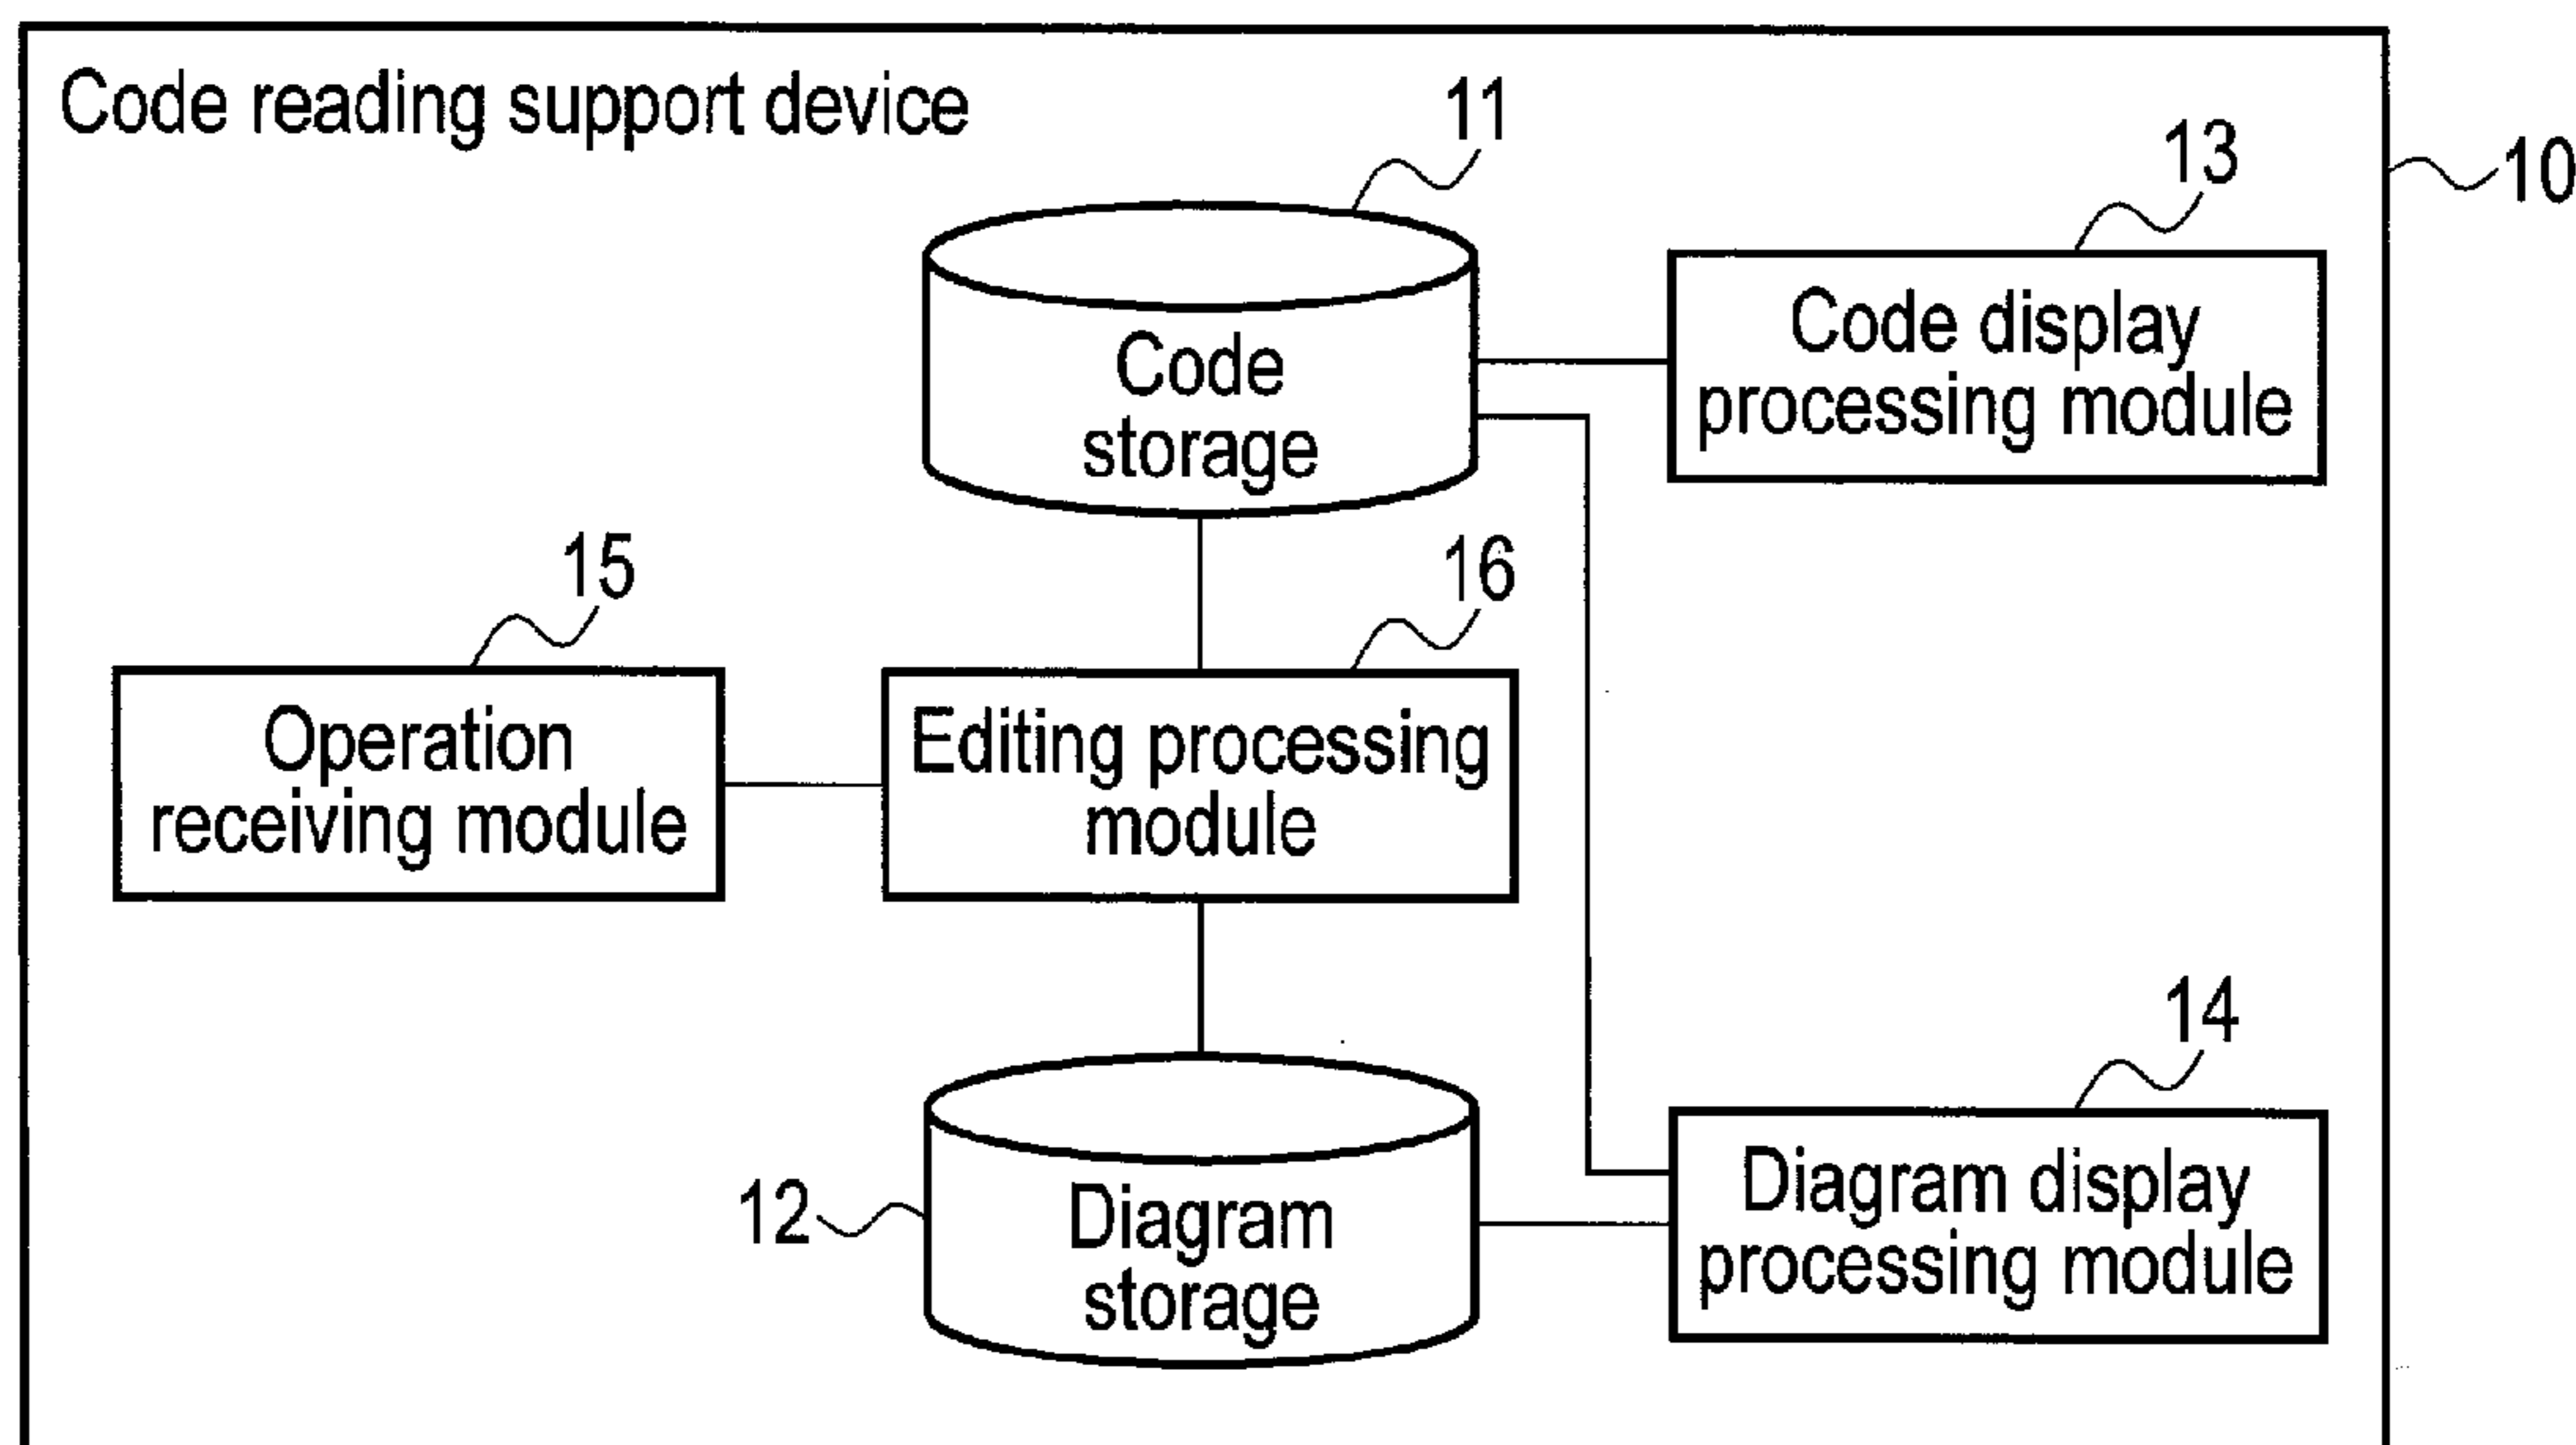 Code reading support device
11
13
10
Code
storage
Code display
processing module
15
16
Operation
receiving module
Editing processing
module
14
12
Diagram
storage
Diagram display
processing module